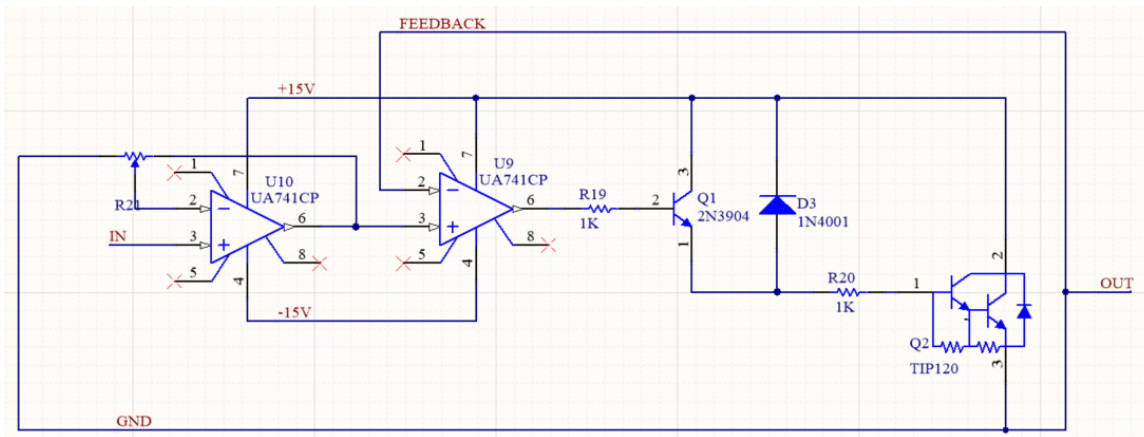 FEEDBACK
+15V
1
7
U10
UA741CP
R21
2
6
IN
3
5
4
8
-15V
1
7
U9
UA741CP
2
3
6
5
4
8
R19
1K
2
3
Q1
2N3904
1
D3
1N4001
R20
1K
1
2
Q2
TIP120
3
OUT
GND